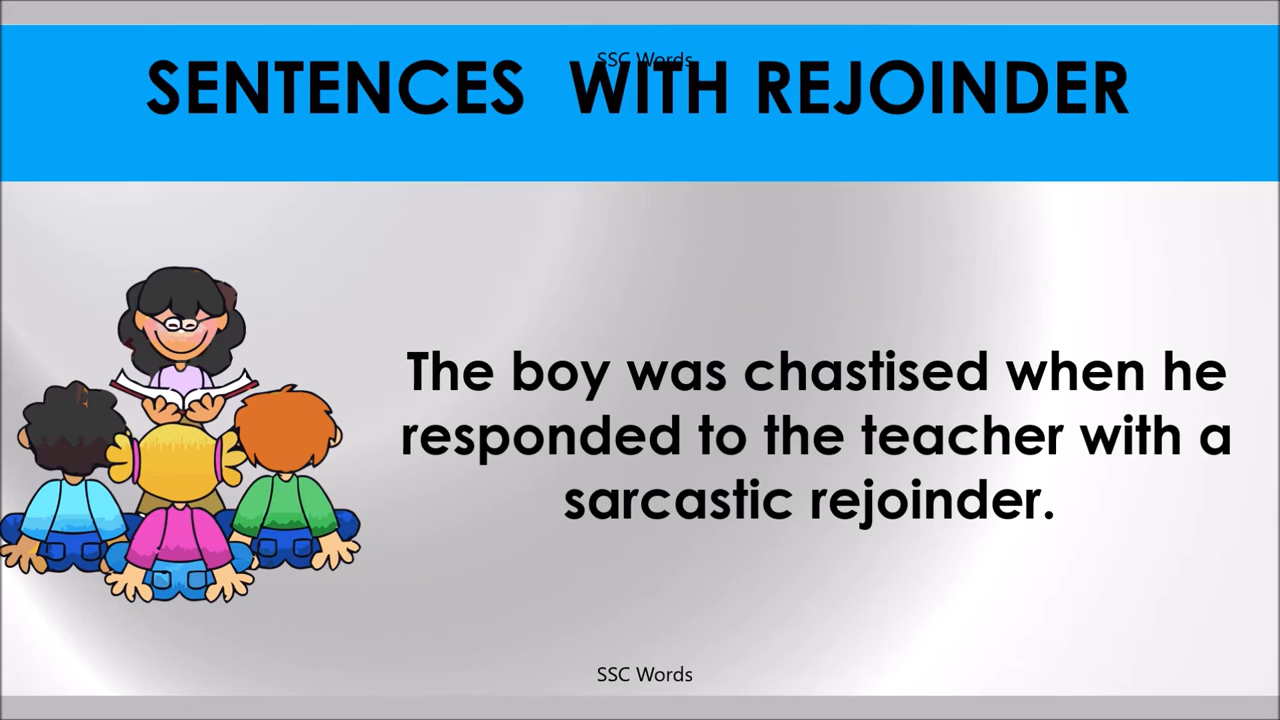 SSC Words
SENTENCES WITH REJOINDER
The boy was chastised when he
responded to the teacher with a
sarcastic rejoinder.
SSC Words